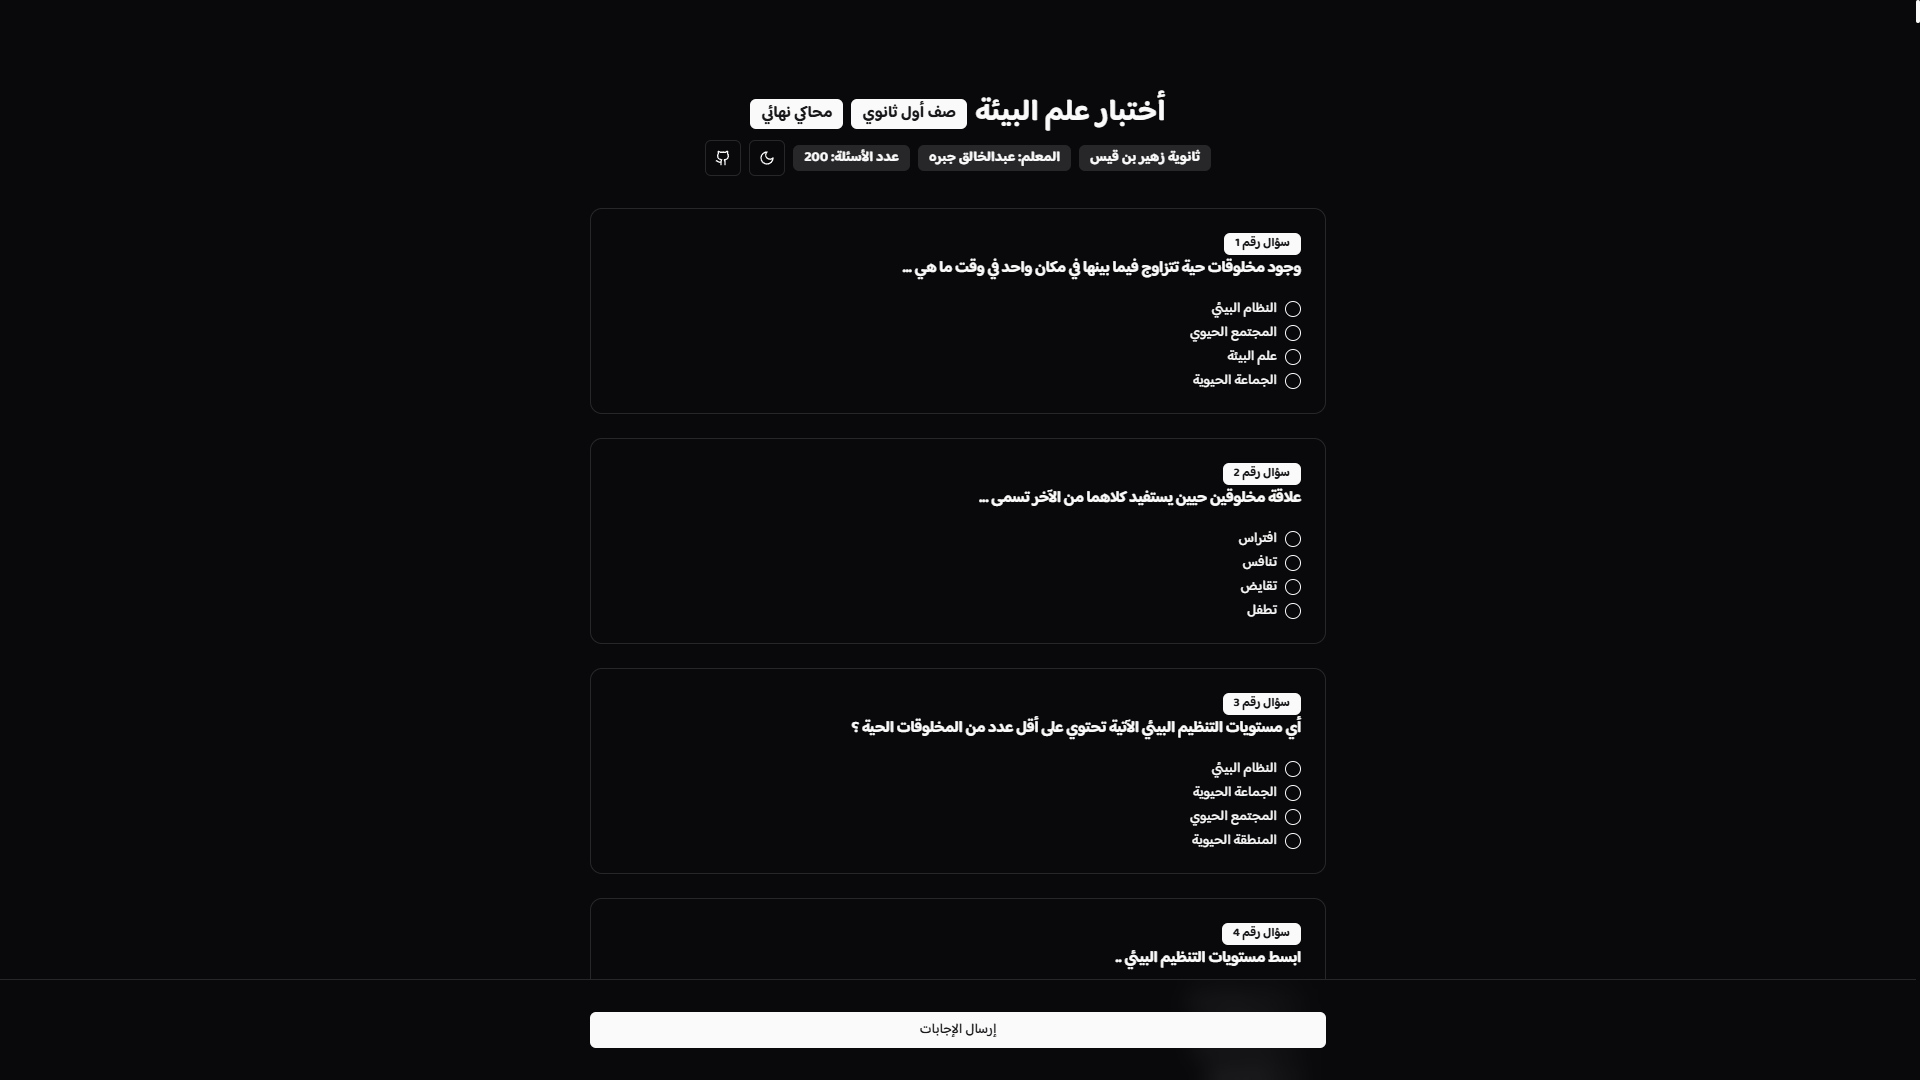 أختبار علم البيئة صف أول ثانوي محاكي نهائي
ثانوية زهير بن قيس المعلم: عبدالخالق جبره عدد الأسئلة: 200
سؤال رقم 1
وجود مخلوقات حية تتزاوج فيما بينها في مكان واحد في وقت ما هي ...
النظام البيئي
المجتمع الحيوي
علم البيئة
الجماعة الحيوية
سؤال رقم 2
علاقة مخلوقين حيين يستفيد كلاهما من الآخر تسمى ...
افتراس
تنافس
تقايض
تطفل
سؤال رقم 3
أي مستويات التنظيم البيئي الآتية تحتوي على أقل عدد من المخلوقات الحية ؟
النظام البيئي
الجماعة الحيوية
المجتمع الحيوي
المنطقة الحيوية
سؤال رقم 4
ابسط مستويات التنظيم البيئي ..
إرسال الإجابات